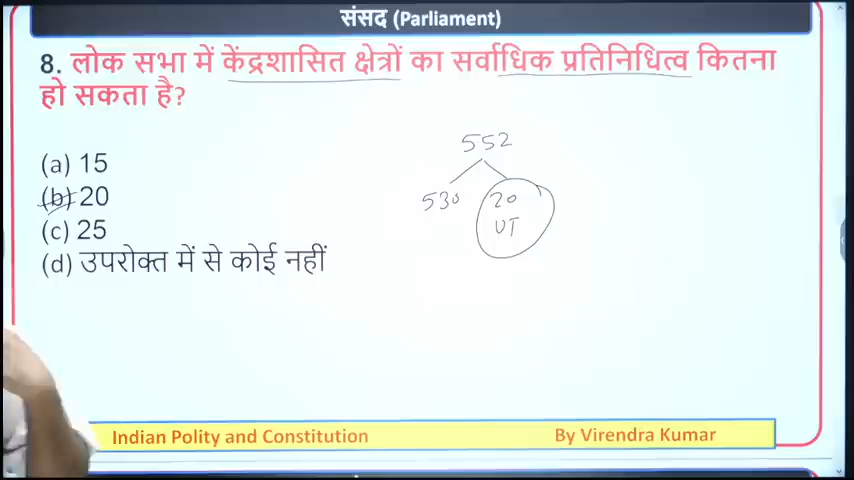 संसद (Parliament)
8. लोक सभा में केंद्रशासित क्षेत्रों का सर्वाधिक प्रतिनिधित्व कितना
हो सकता है?
(a) 15
(b) 20
(c) 25
(d) उपरोक्त में से कोई नहीं
552
530 20
UT
Indian Polity and Constitution
By Virendra Kumar